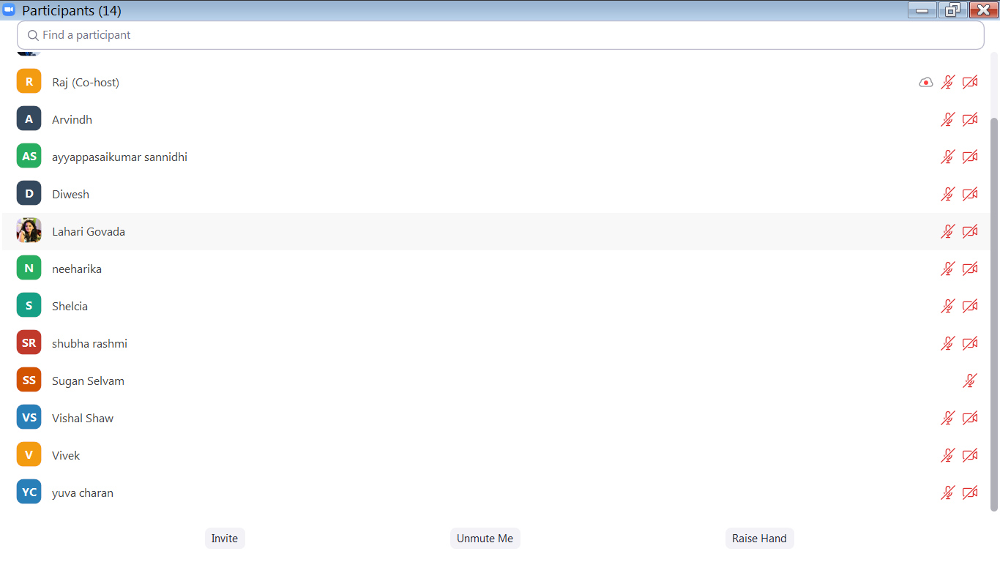 Participants (14)
Find a participant
R Raj (Co-host)
A Arvindh
AS ayyappasaikumar sannidhi
D Diwesh
Lahari Govada
N neeharika
S Shelcia
SR shubha rashmi
SS Sugan Selvam
VS Vishal Shaw
V Vivek
YC yuva charan
Invite Unmute Me Raise Hand